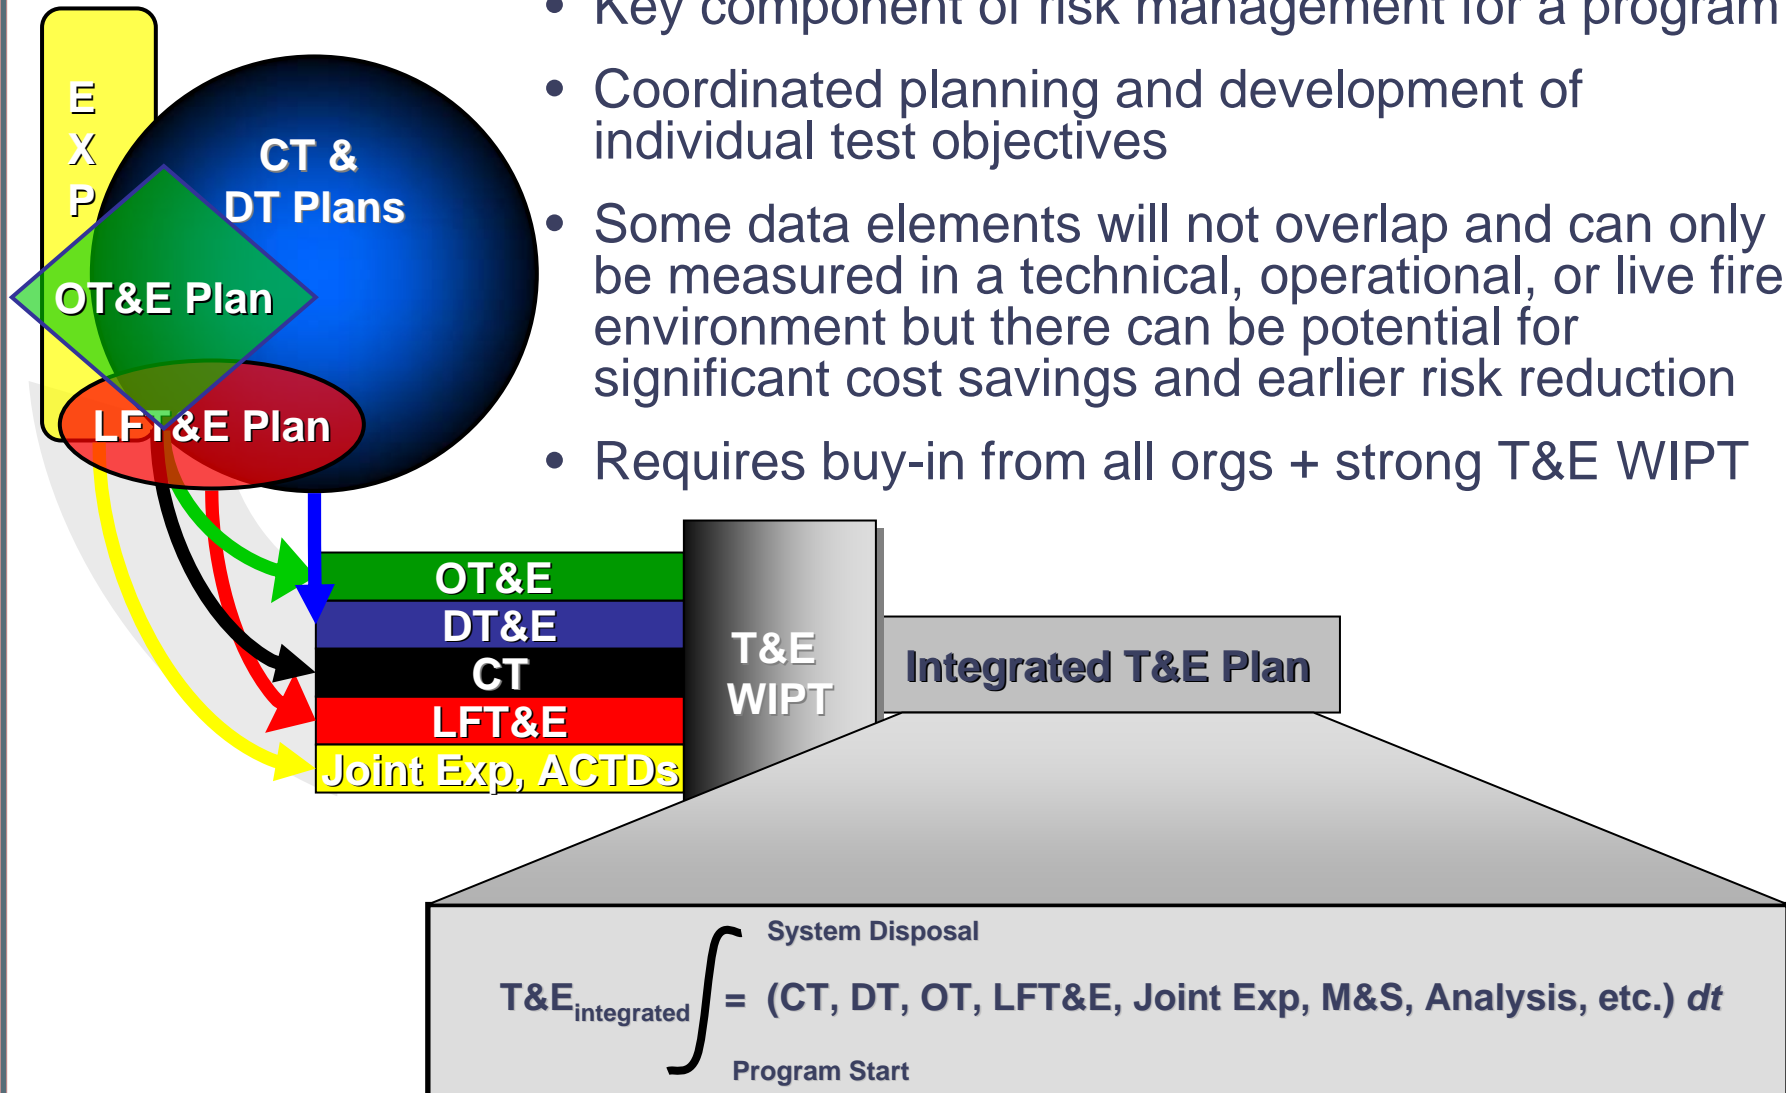 • Key component of risk management for a program
• Coordinated planning and development of
individual test objectives
• Some data elements will not overlap and can only
be measured in a technical, operational, or live fire
environment but there can be potential for
significant cost savings and earlier risk reduction
• Requires buy-in from all orgs + strong T&E WIPT
E
X
P
CT &
DT Plans
OT&E Plan
LFT&E Plan
OT&E
DT&E
CT
LFT&E
Joint Exp, ACTDs
T&E
WIPT
Integrated T&E Plan
System Disposal
T&E integrated ∫ = (CT, DT, OT, LFT&E, Joint Exp, M&S, Analysis, etc.) dt
Program Start